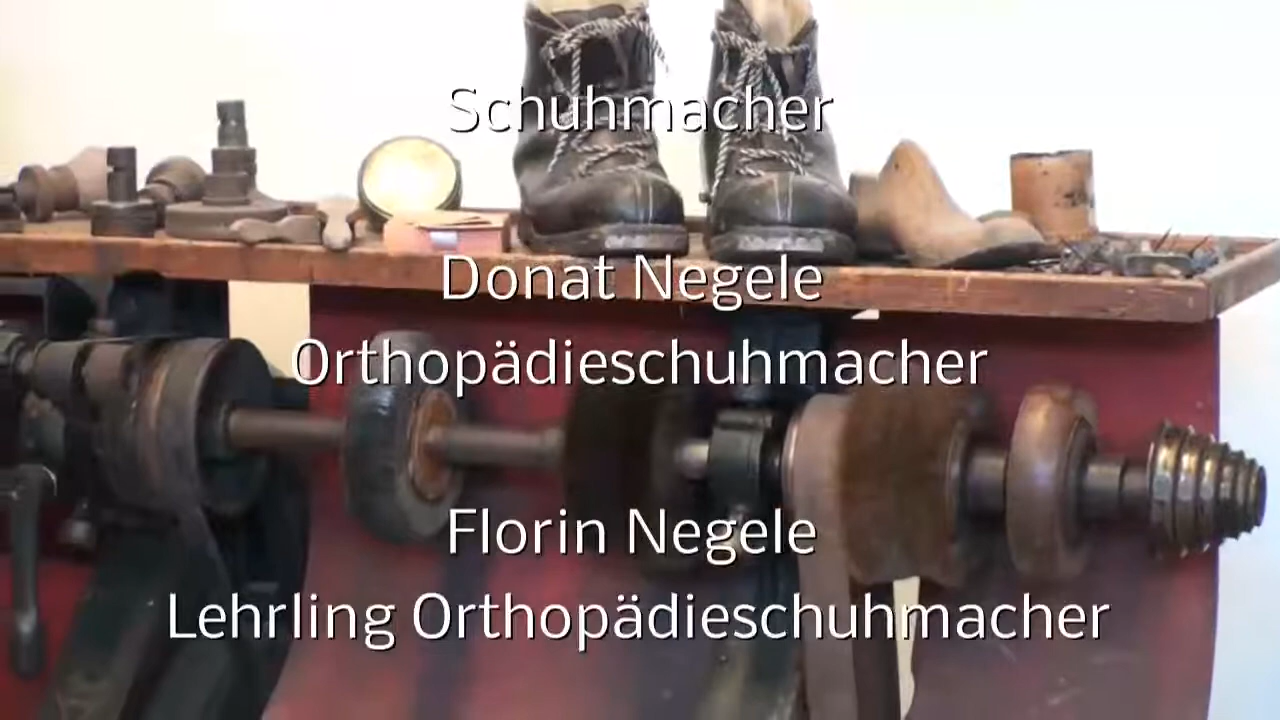 Schuhmacher
Donat Negele
Orthopädieschuhmacher
Florin Negele
Lehrling Orthopädieschuhmacher